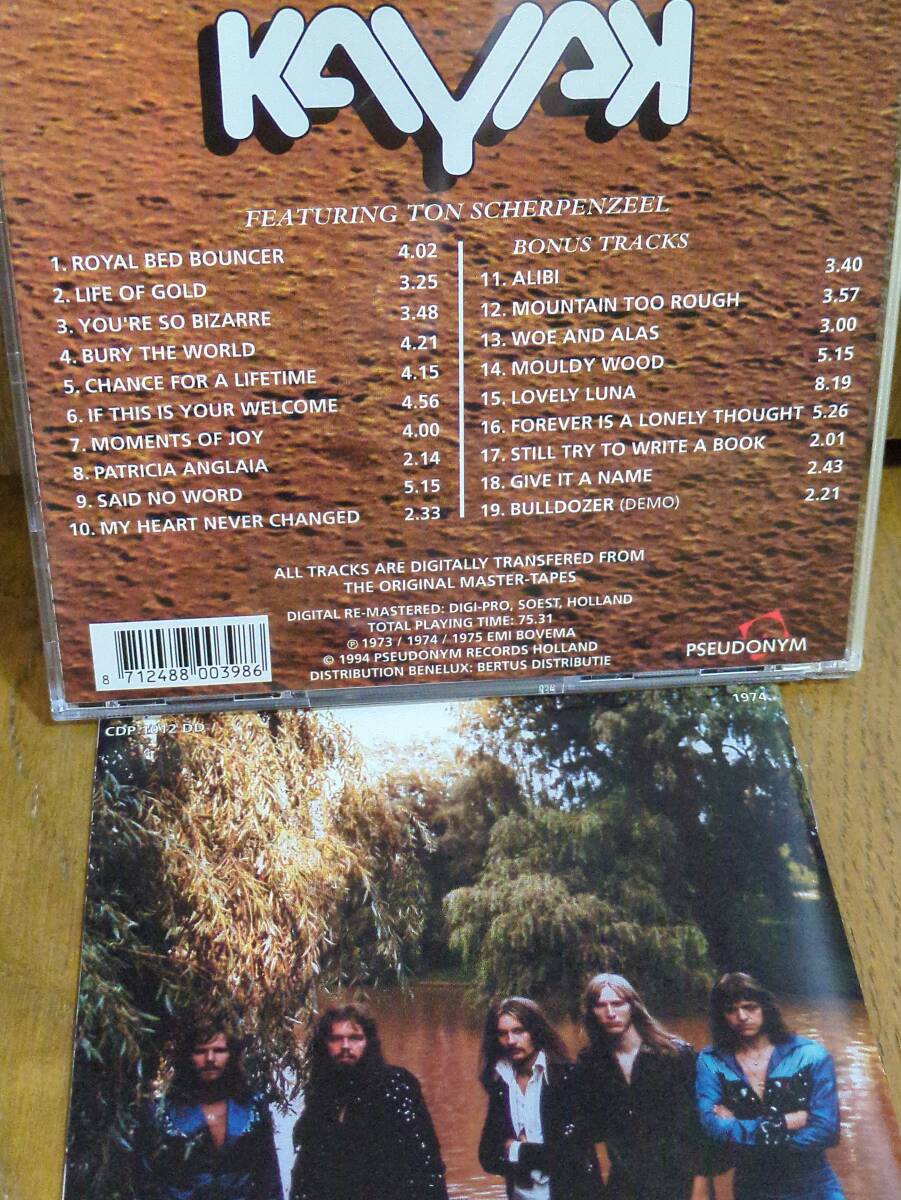 KAYAK
FEATURING TON SCHERPENZEEL
1. ROYAL BED BOUNCER 4.02
2. LIFE OF GOLD 3.25
3. YOU'RE SO BIZARRE 3.48
4. BURY THE WORLD 4.21
5. CHANCE FOR A LIFETIME 4.15
6. IF THIS IS YOUR WELCOME 4.56
7. MOMENTS OF JOY 4.00
8. PATRICIA ANGLAIA 2.14
9. SAID NO WORD 5.15
10. MY HEART NEVER CHANGED 2.33
BONUS TRACKS
11. ALIBI 3.40
12. MOUNTAIN TOO ROUGH 3.57
13. WOE AND ALAS 3.00
14. MOULDY WOOD 5.15
15. LOVELY LUNA 8.19
16. FOREVER IS A LONELY THOUGHT 5.26
17. STILL TRY TO WRITE A BOOK 2.01
18. GIVE IT A NAME 2.43
19. BULLDOZER (DEMO) 2.21
ALL TRACKS ARE DIGITALLY TRANSFERED FROM
THE ORIGINAL MASTER-TAPES
DIGITAL RE-MASTERED: DIGI-PRO, SOEST, HOLLAND
TOTAL PLAYING TIME: 75.31
℗ 1973 / 1974 / 1975 EMI BOVEMA
© 1994 PSEUDONYM RECORDS HOLLAND
DISTRIBUTION BENELUX: BERTUS DISTRIBUTIE
8 712488 003986
PSEUDONYM
CDP-1012 DD
1974